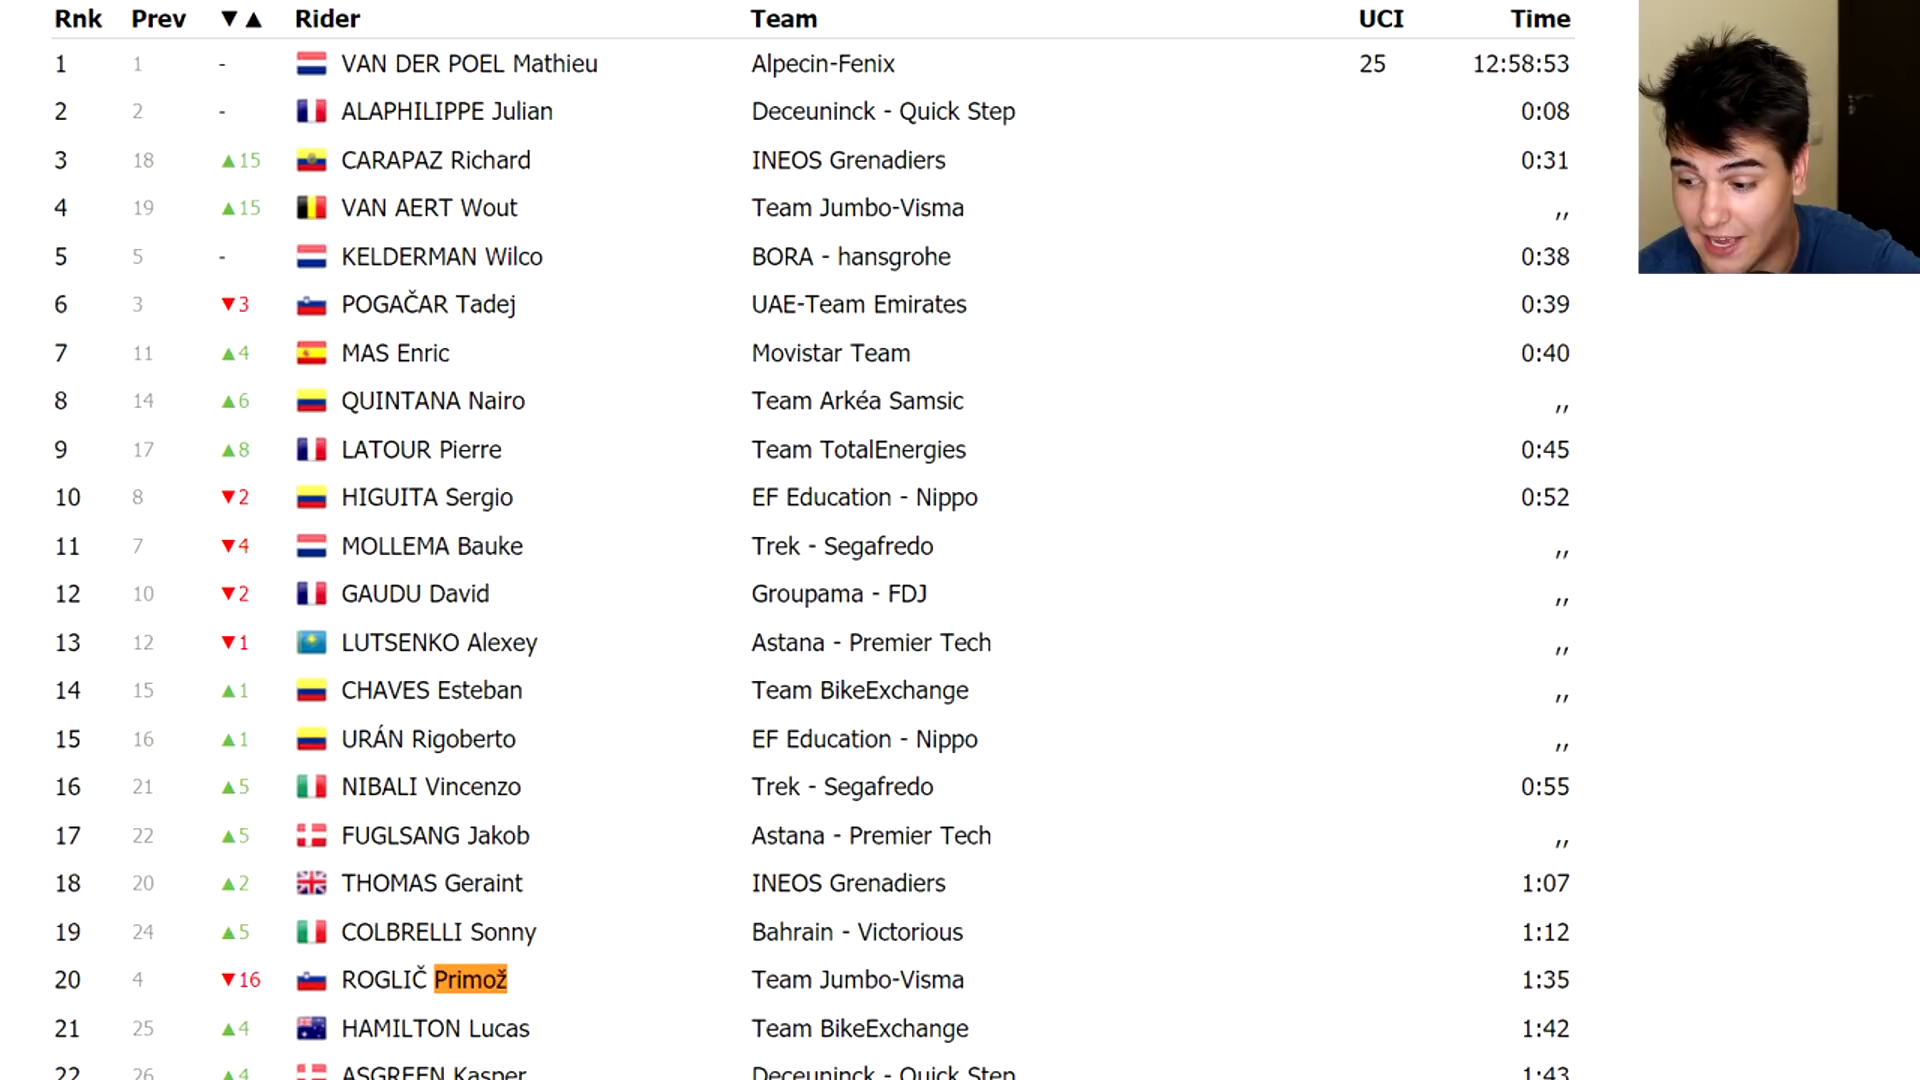 Rnk Prev ▼▲ Rider Team UCI Time
1 1 - VAN DER POEL Mathieu Alpecin-Fenix 25 12:58:53
2 2 - ALAPHILIPPE Julian Deceuninck - Quick Step 0:08
3 18 ▲15 CARAPAZ Richard INEOS Grenadiers 0:31
4 19 ▲15 VAN AERT Wout Team Jumbo-Visma ,,
5 5 - KELDERMAN Wilco BORA - hansgrohe 0:38
6 3 ▼3 POGAČAR Tadej UAE-Team Emirates 0:39
7 11 ▲4 MAS Enric Movistar Team 0:40
8 14 ▲6 QUINTANA Nairo Team Arkéa Samsic ,,
9 17 ▲8 LATOUR Pierre Team TotalEnergies 0:45
10 8 ▼2 HIGUITA Sergio EF Education - Nippo 0:52
11 7 ▼4 MOLLEMA Bauke Trek - Segafredo ,,
12 10 ▼2 GAUDU David Groupama - FDJ ,,
13 12 ▼1 LUTSENKO Alexey Astana - Premier Tech ,,
14 15 ▲1 CHAVES Esteban Team BikeExchange ,,
15 16 ▲1 URÁN Rigoberto EF Education - Nippo ,,
16 21 ▲5 NIBALI Vincenzo Trek - Segafredo 0:55
17 22 ▲5 FUGLSANG Jakob Astana - Premier Tech ,,
18 20 ▲2 THOMAS Geraint INEOS Grenadiers 1:07
19 24 ▲5 COLBRELLI Sonny Bahrain - Victorious 1:12
20 4 ▼16 ROGLIČ Primož Team Jumbo-Visma 1:35
21 25 ▲4 HAMILTON Lucas Team BikeExchange 1:42
22 26 ▲4 ASGREEN Kasper Deceuninck - Quick Step 1:43